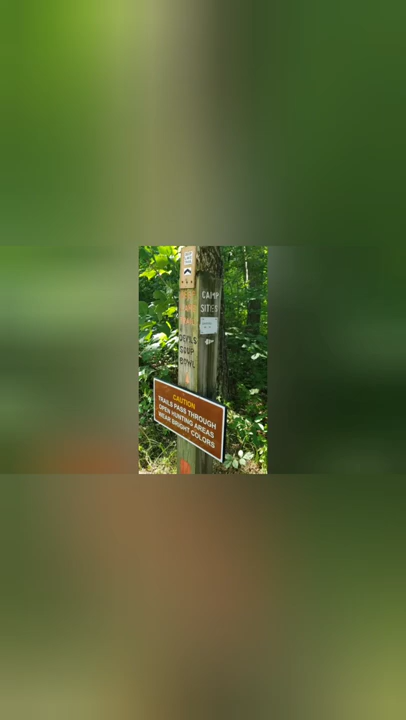 CAMP
SITES
DEVILS
SOUP
BOWL
CAUTION
TRAILS PASS THROUGH
OPEN HUNTING AREAS
WEAR BRIGHT COLORS